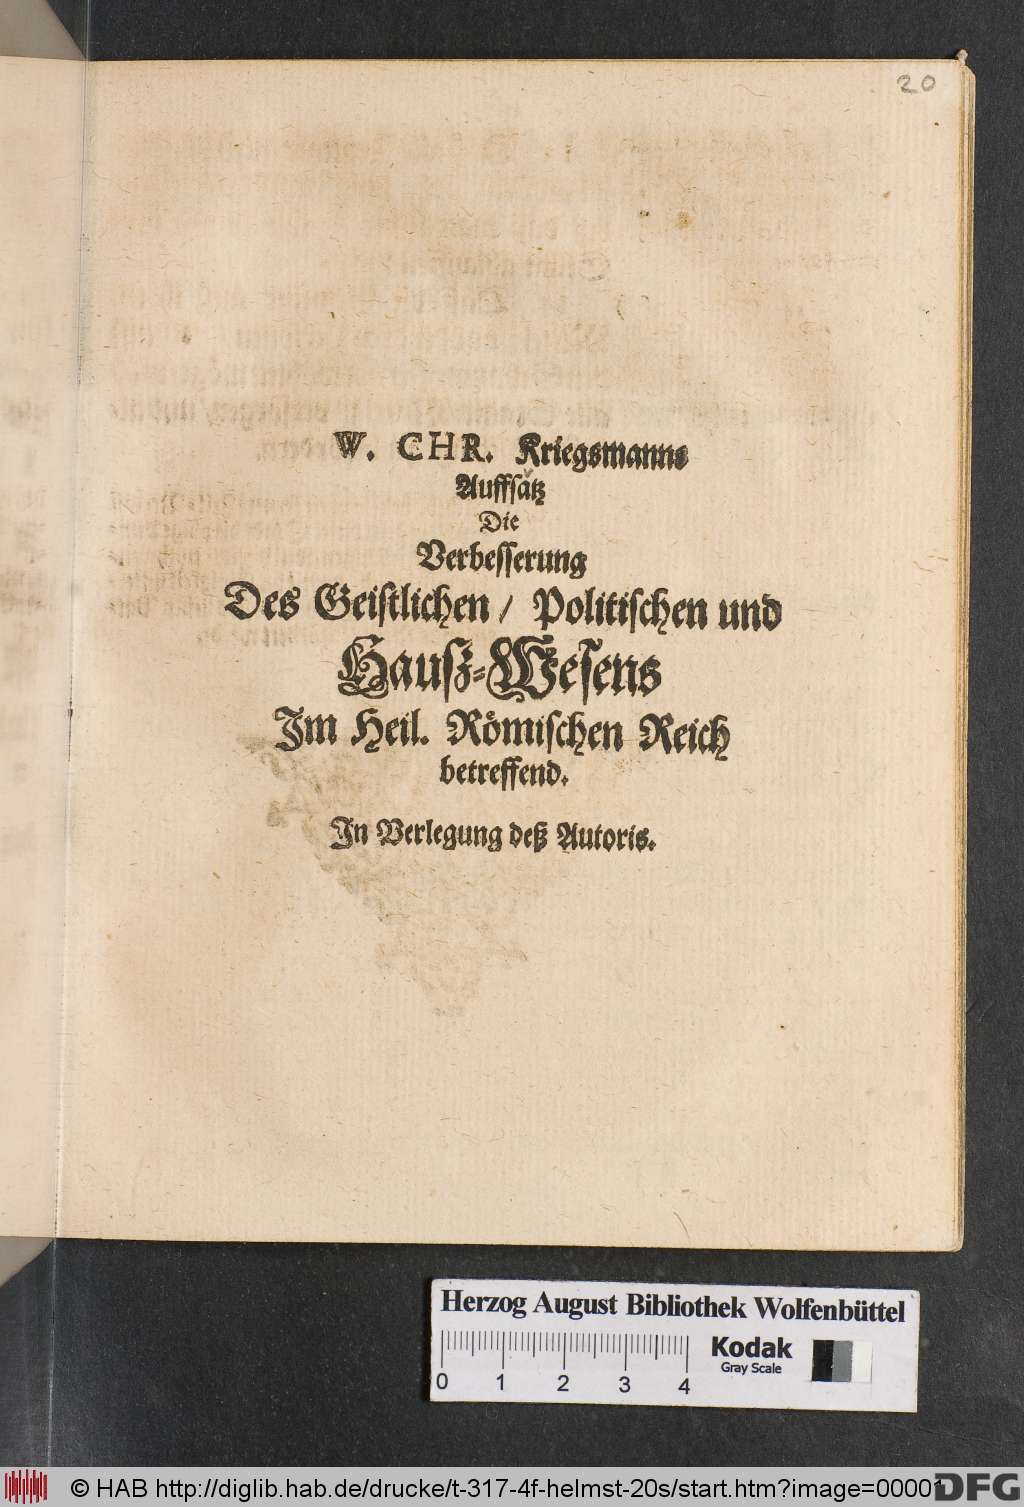 20
W. CHR. Kriegsmanns
Auffsätz
Die
Verbesserung
Des Geistlichen / Politischen und
Hausz-Wesens
Im Heil. Römischen Reich
betreffend.
In Verlegung deß Autoris.
Herzog August Bibliothek Wolfenbüttel
Kodak
Gray Scale
0 1 2 3 4
© HAB http://diglib.hab.de/drucke/t-317-4f-helmst-20s/start.htm?image=00001
DFG